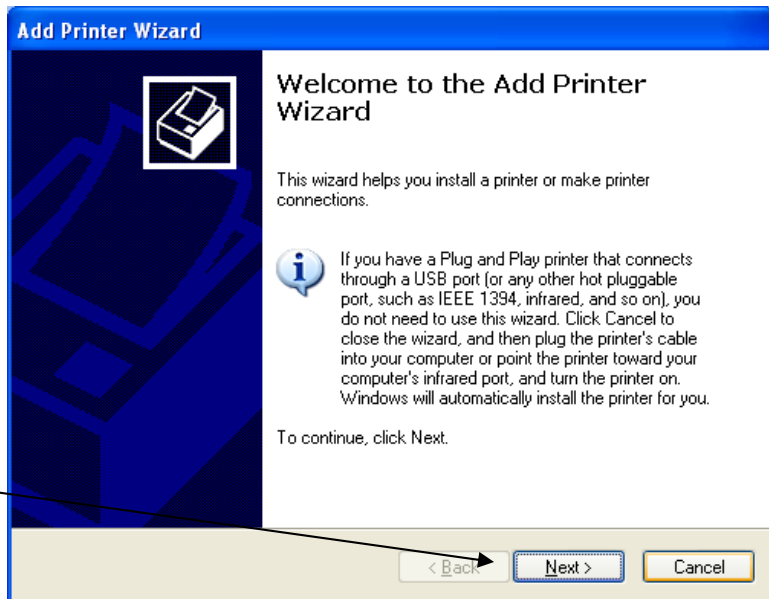 Add Printer Wizard
Welcome to the Add Printer
Wizard
This wizard helps you install a printer or make printer
connections.
If you have a Plug and Play printer that connects
through a USB port (or any other hot pluggable
port, such as IEEE 1394, infrared, and so on), you
do not need to use this wizard. Click Cancel to
close the wizard, and then plug the printer's cable
into your computer or point the printer toward your
computer's infrared port, and turn the printer on.
Windows will automatically install the printer for you.
To continue, click Next.
< Back Next > Cancel